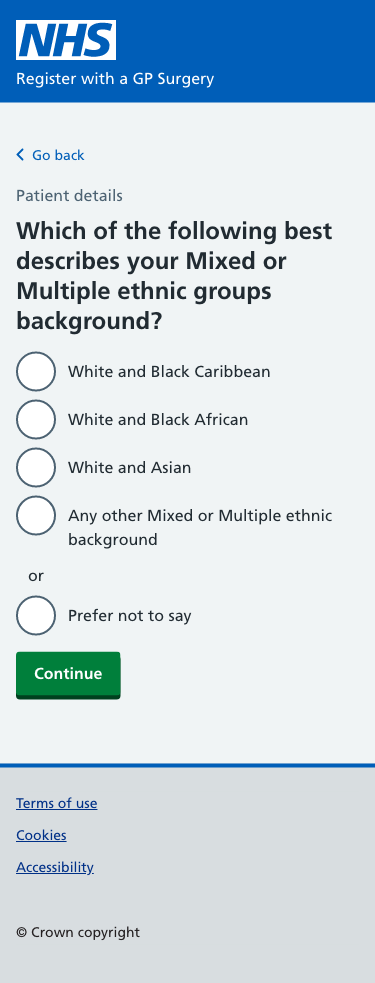 NHS
Register with a GP Surgery
Go back
Patient details
Which of the following best
describes your Mixed or
Multiple ethnic groups
background?
White and Black Caribbean
White and Black African
White and Asian
Any other Mixed or Multiple ethnic
background
or
Prefer not to say
Continue
Terms of use
Cookies
Accessibility
© Crown copyright